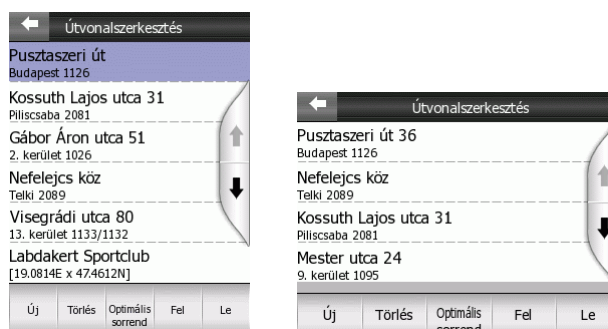 Útvonalszerkesztés
Pusztaszeri út
Budapest 1126
Kossuth Lajos utca 31
Piliscsaba 2081
Gábor Áron utca 51
2. kerület 1026
Nefelejcs köz
Telki 2089
Visegrádi utca 80
13. kerület 1133/1132
Labdakert Sportclub
[19.0814E x 47.4612N]
Új Törlés Optimális sorrend Fel Le
Útvonalszerkesztés
Pusztaszeri út 36
Budapest 1126
Nefelejcs köz
Telki 2089
Kossuth Lajos utca 31
Piliscsaba 2081
Mester utca 24
9. kerület 1095
Új Törlés Optimális sorrend Fel Le